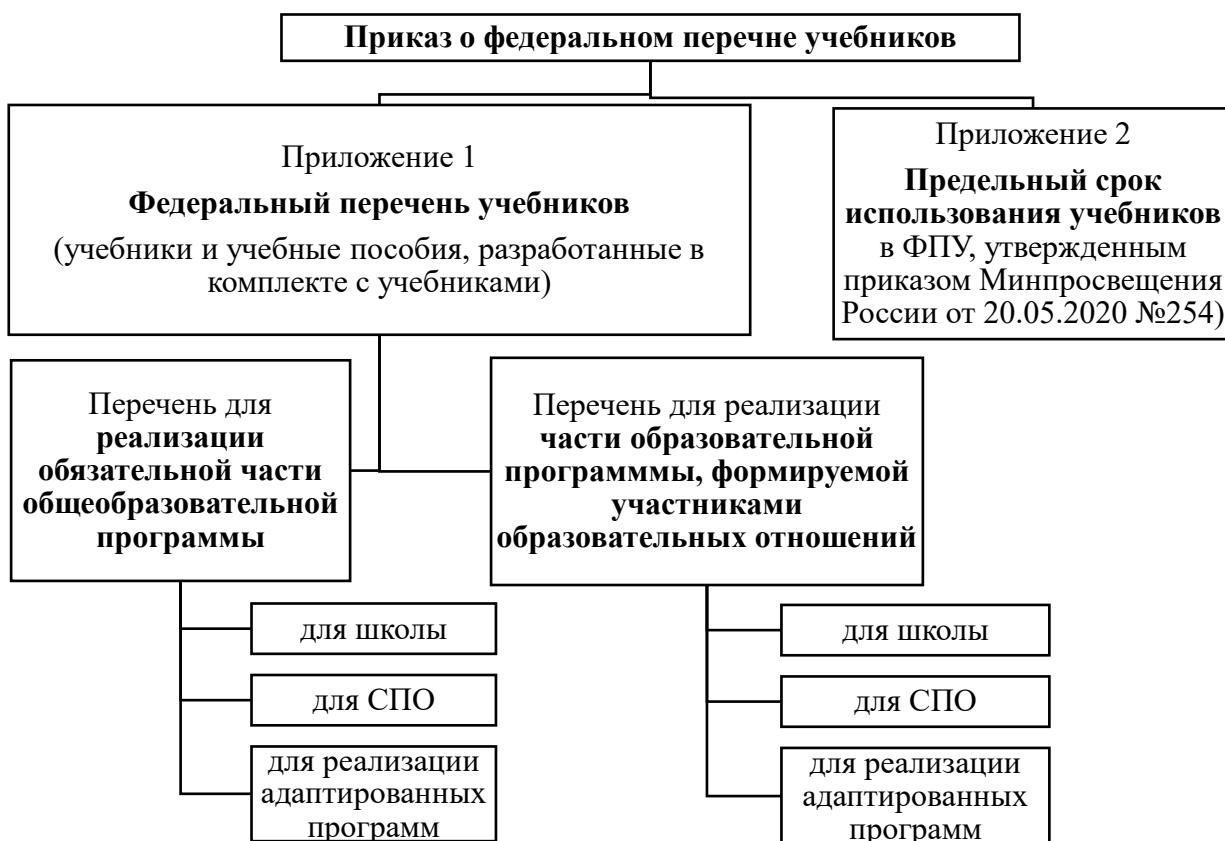 Приказ о федеральном перечне учебников
Приложение 1
Федеральный перечень учебников
(учебники и учебные пособия, разработанные в
комплекте с учебниками)
Приложение 2
Предельный срок
использования учебников
в ФПУ, утвержденным
приказом Минпросвещения
России от 20.05.2020 №254)
Перечень для
реализации
обязательной части
общеобразовательной
программы
Перечень для реализации
части образовательной
программмы, формируемой
участниками
образовательных отношений
для школы
для СПО
для реализации
адаптированных
программ
для школы
для СПО
для реализации
адаптированных
программ